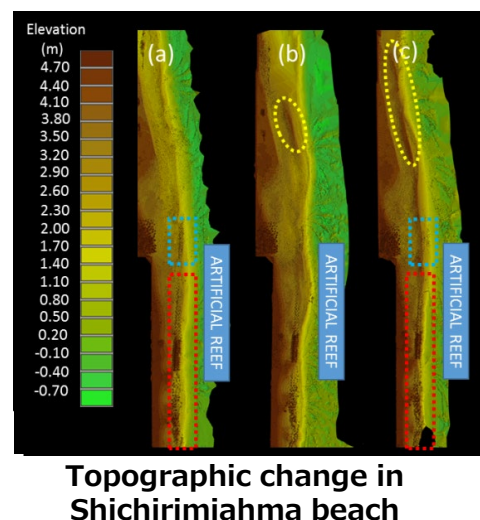 Elevation
(m)
4.70
4.40
4.10
3.80
3.50
3.20
2.90
2.60
2.30
2.00
1.70
1.40
1.10
0.80
0.50
0.20
-0.10
-0.40
-0.70
(a)
(b)
(c)
ARTIFICIAL REEF
ARTIFICIAL REEF
ARTIFICIAL REEF
Topographic change in
Shichirimiahma beach